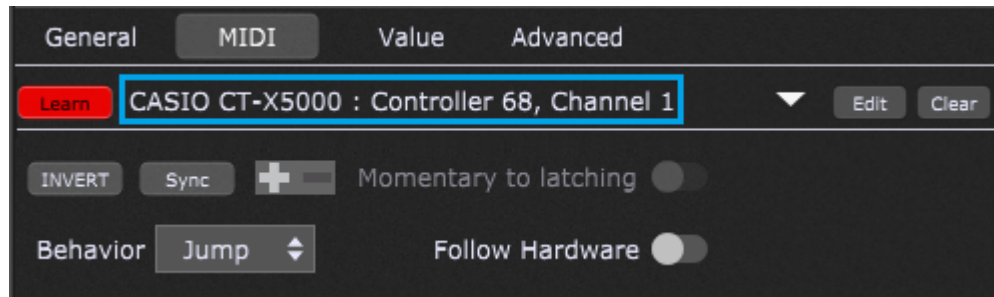 General MIDI Value Advanced
Learn CASIO CT-X5000 : Controller 68, Channel 1 Edit Clear
INVERT Sync Momentary to latching
Behavior Jump Follow Hardware